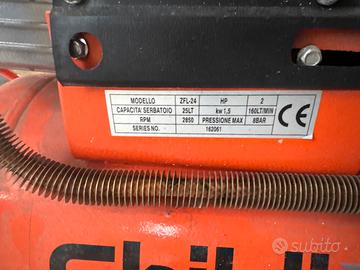 MODELLO ZFL-24 HP 2
CAPACITA' SERBATOIO 25LT kw 1,5 160LT/MIN
RPM 2850 PRESSIONE MAX 8BAR
SERIES NO. 162061
CE
subito